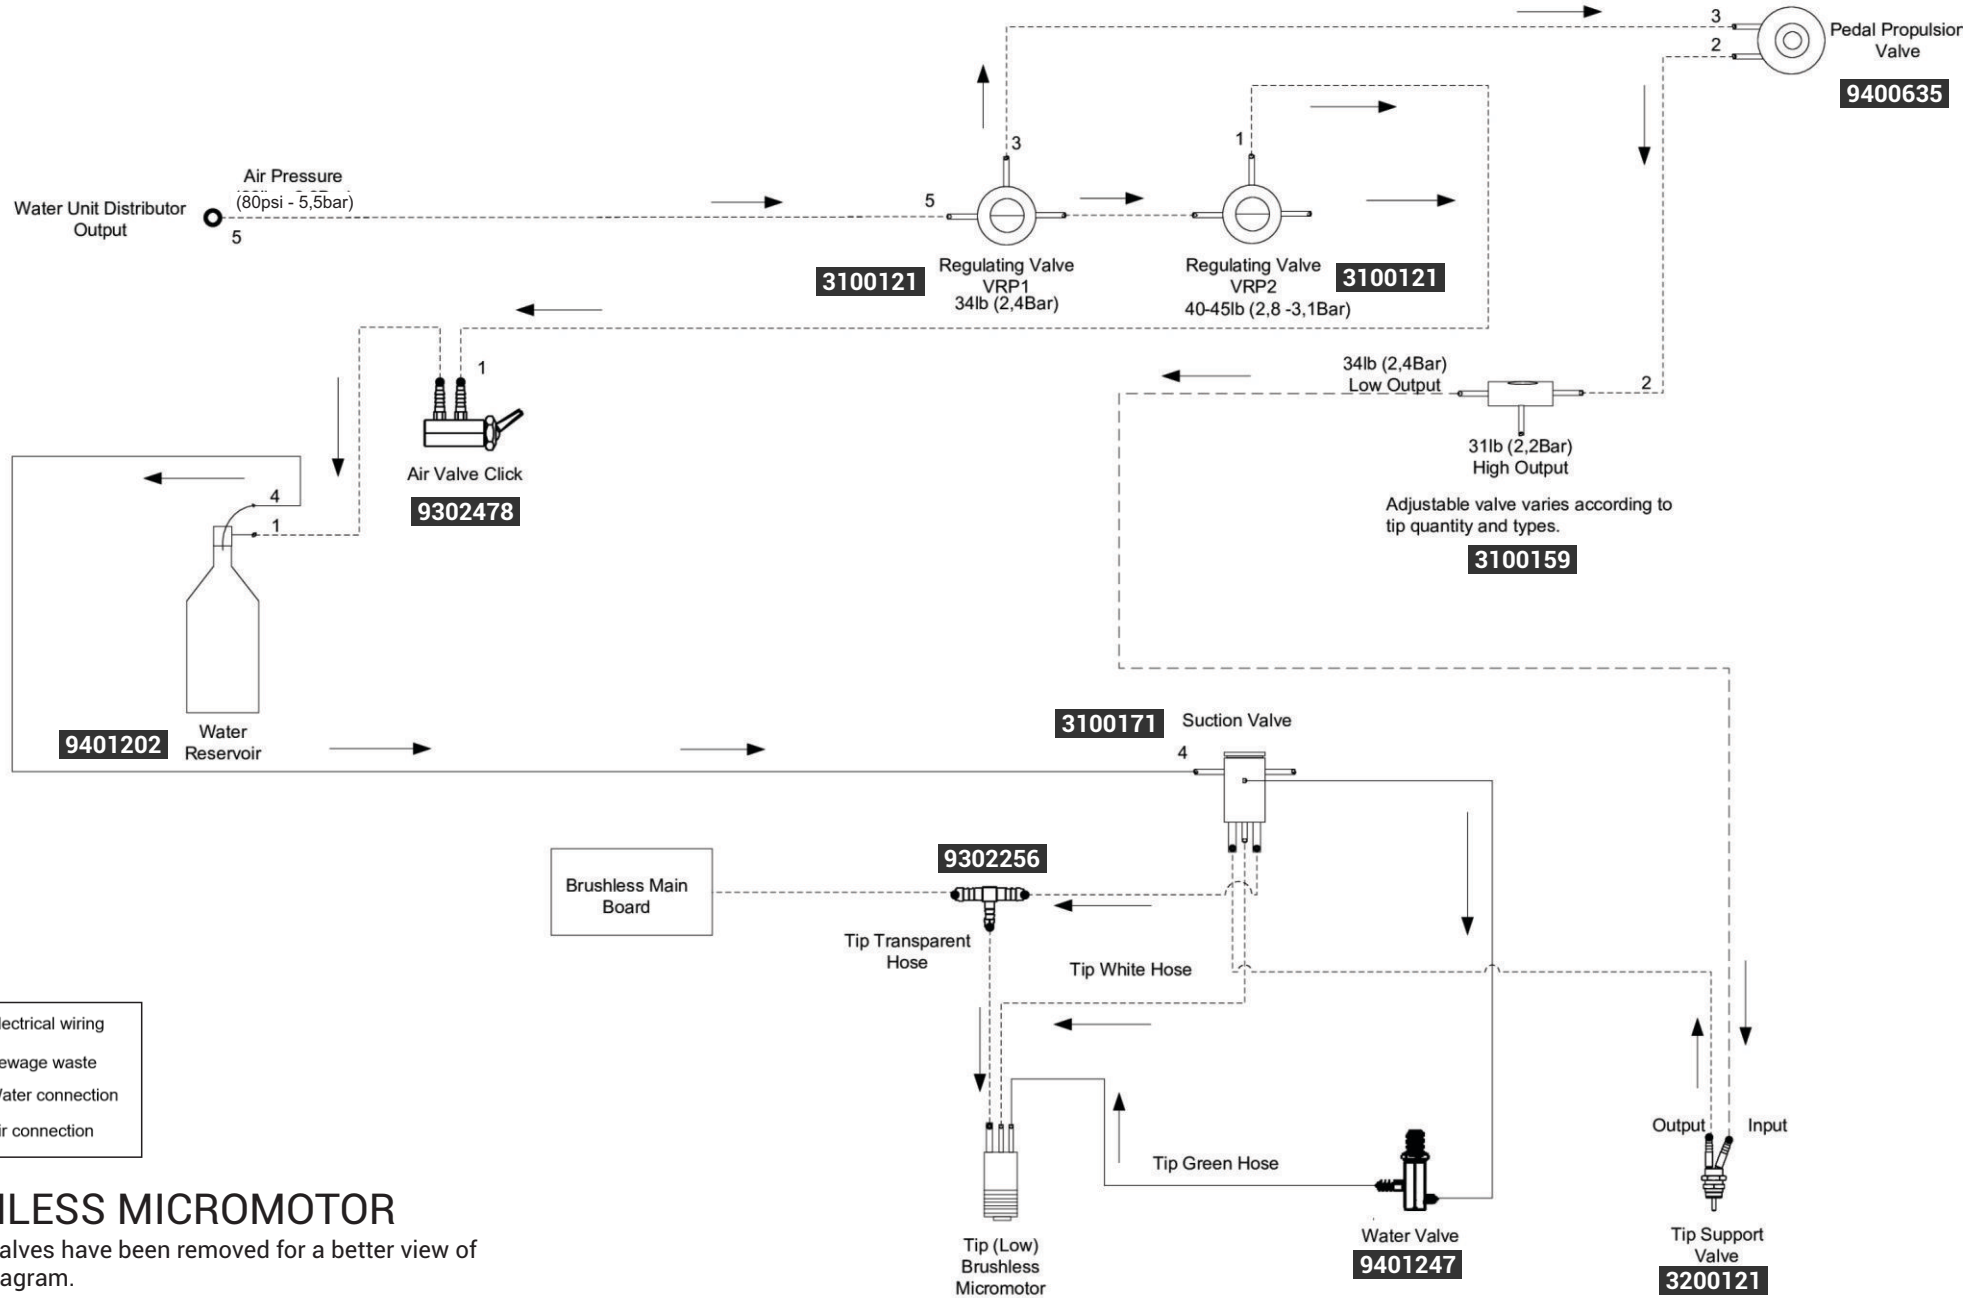 3
Pedal Propulsion
Valve
2
9400635
1
3
Air Pressure
(80psi - 5,5bar)
Water Unit Distributor
Output
5
5
3100121
Regulating Valve
VRP1
34lb (2,4Bar)
Regulating Valve
VRP2
40-45lb (2,8 -3,1Bar)
3100121
1
34lb (2,4Bar)
Low Output
2
31lb (2,2Bar)
High Output
Air Valve Click
9302478
4
1
Adjustable valve varies according to
tip quantity and types.
3100159
9401202
Water
Reservoir
3100171
Suction Valve
4
9302256
Brushless Main
Board
Tip Transparent
Hose
Tip White Hose
lectrical wiring
ewage waste
ater connection
ir connection
Output
Input
Tip Green Hose
Tip (Low)
Brushless
Micromotor
Water Valve
9401247
Tip Support
Valve
3200121
LESS MICROMOTOR
alves have been removed for a better view of
agram.